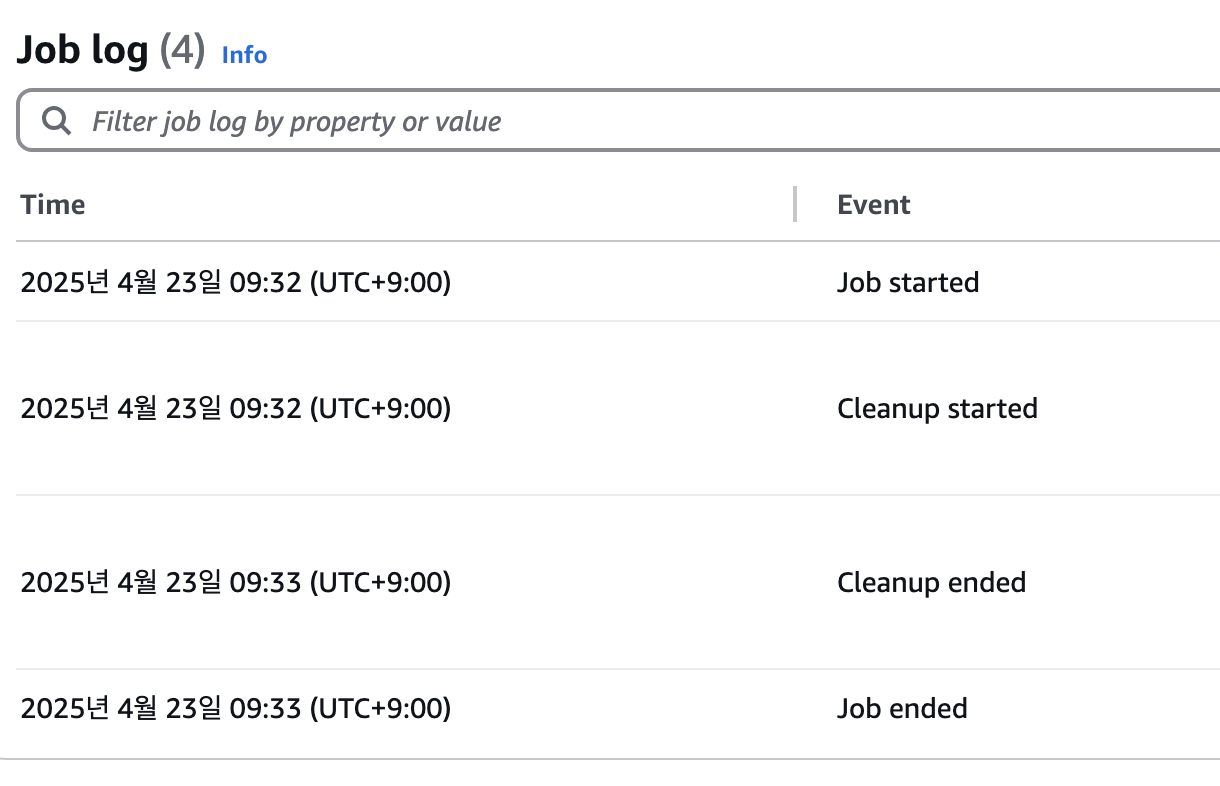 Job log (4) Info
Filter job log by property or value
Time Event
2025년 4월 23일 09:32 (UTC+9:00) Job started
2025년 4월 23일 09:32 (UTC+9:00) Cleanup started
2025년 4월 23일 09:33 (UTC+9:00) Cleanup ended
2025년 4월 23일 09:33 (UTC+9:00) Job ended